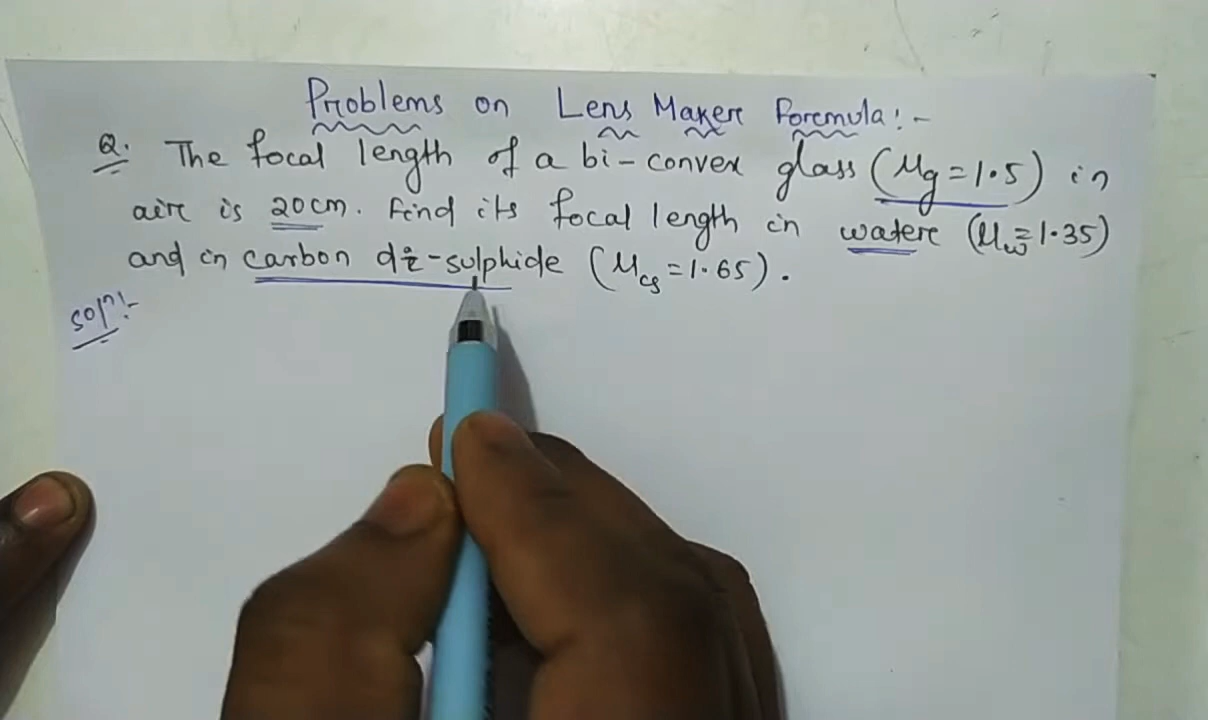 Problems on Lens Maker Formula:-
Q. The focal length of a bi-convex glass (μg=1.5) in
air is 20cm. Find its focal length in water (μw=1.35)
and in carbon di-sulphide (μcs=1.65).
Solⁿ:-